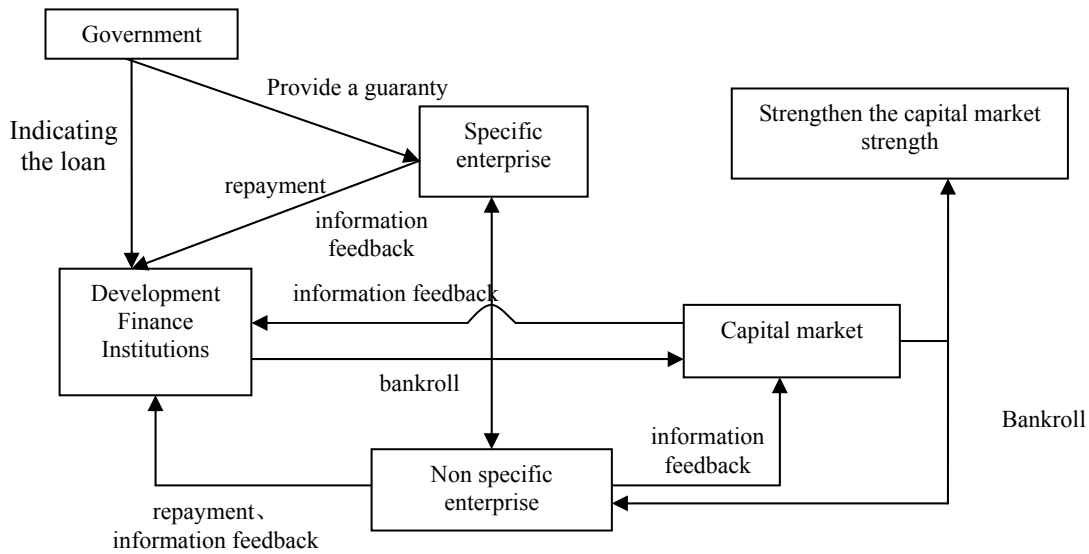 Government
Provide a guaranty
Indicating
the loan
Specific
enterprise
Strengthen the capital market
strength
repayment
information
feedback
Development
Finance
Institutions
information feedback
Capital market
bankroll
Bankroll
information
feedback
Non specific
enterprise
repayment、
information feedback